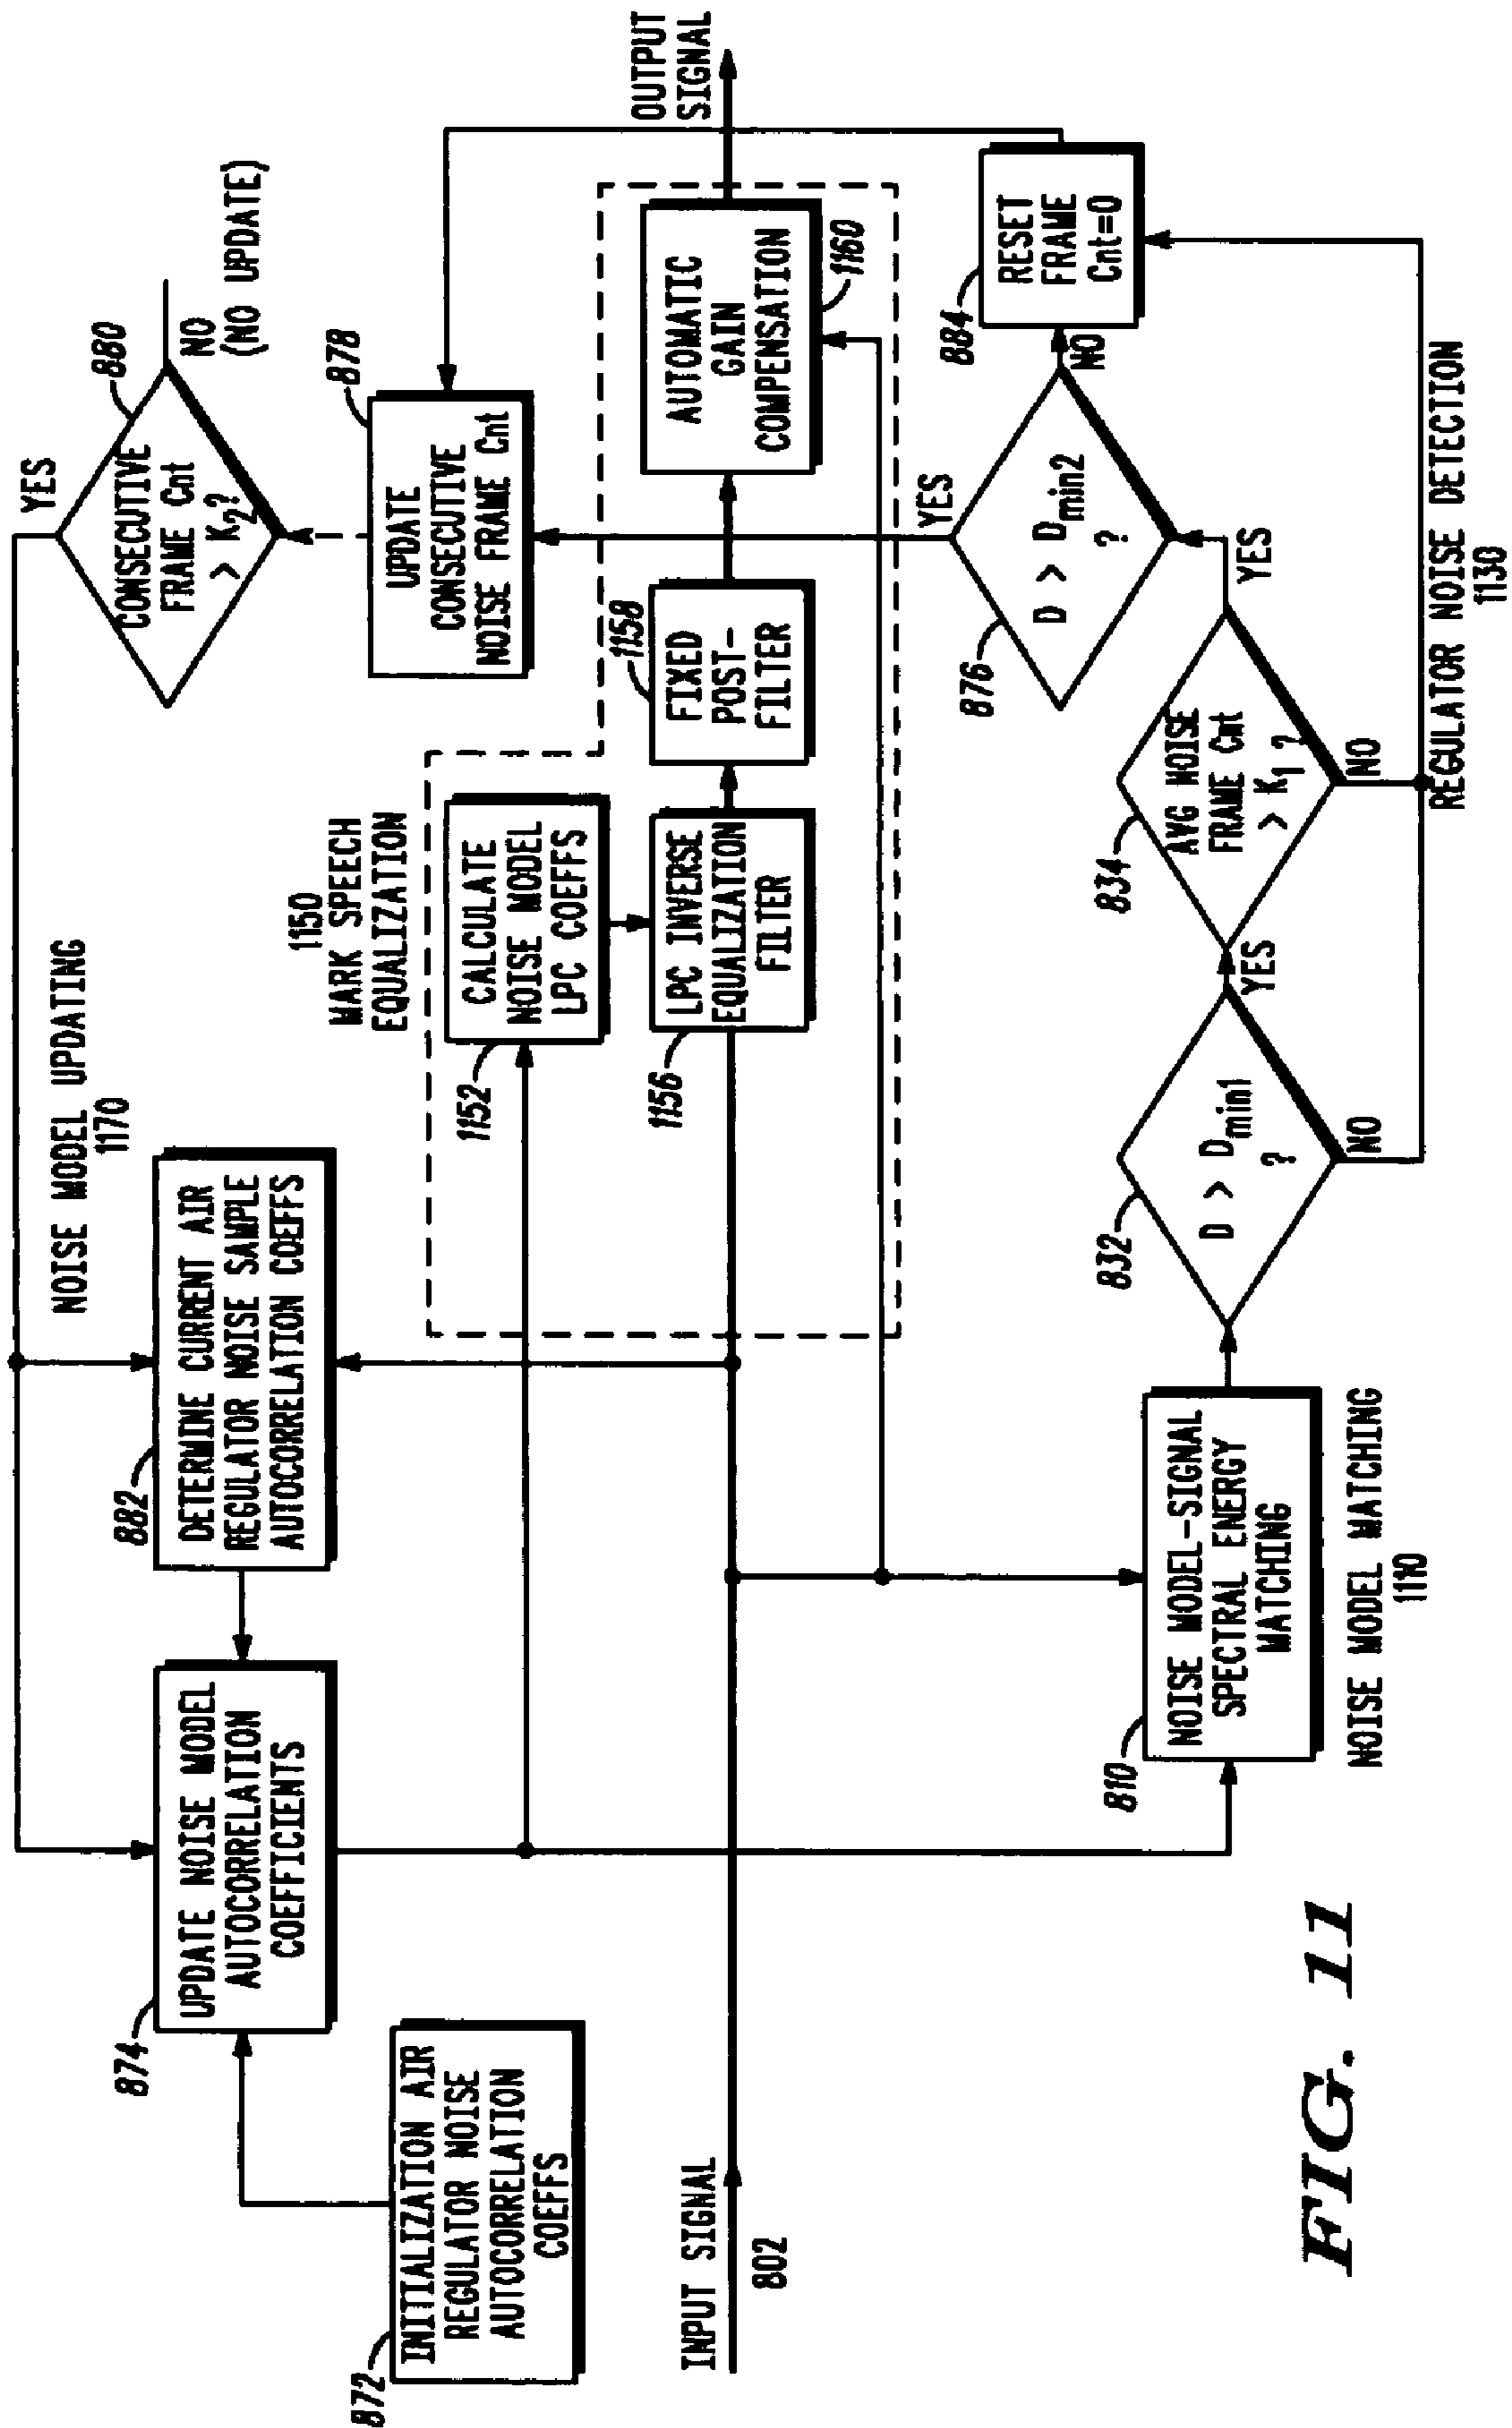 NOISE MODEL UPDATING
1170
YES
880
CONSECUTIVE
FRAME Cnt
> K2?
NO
(NO UPDATE)
874
UPDATE NOISE MODEL
AUTOCORRELATION
COEFFICIENTS
882
DETERMINE CURRENT AIR
REGULATOR NOISE SAMPLE
AUTOCORRELATION COEFFS
878
UPDATE
CONSECUTIVE
NOISE FRAME Cnt
872
INITIALIZATION AIR
REGULATOR NOISE
AUTOCORRELATION
COEFFS
1150
MARK SPEECH
EQUALIZATION
1152
CALCULATE
NOISE MODEL
LPC COEFFS
INPUT SIGNAL
802
1156
LPC INVERSE
EQUALIZATION
FILTER
1158
FIXED
POST-
FILTER
AUTOMATIC
GAIN
COMPENSATION
1160
OUTPUT
SIGNAL
810
NOISE MODEL-SIGNAL
SPECTRAL ENERGY
MATCHING
NOISE MODEL MATCHING
1110
832
D > Dmin1
?
YES
NO
834
AVG NOISE
FRAME Cnt
> K1 ?
YES
NO
876
D > Dmin2
?
YES
NO
884
RESET
FRAME
Cnt=0
REGULATOR NOISE DETECTION
1130
FIG. 11